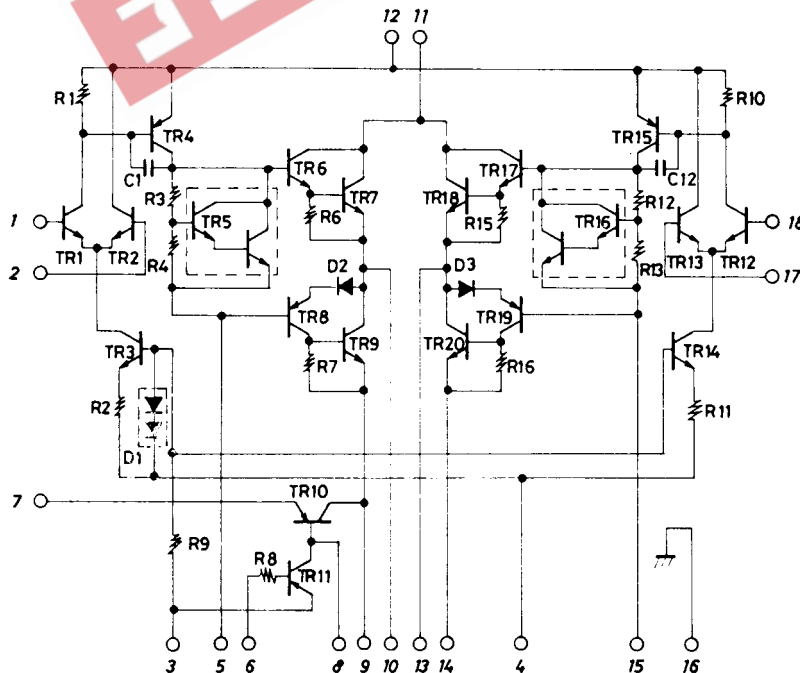 12 11
R1 R10
TR4 TR15
TR6 TR17
C1 C12
R3 TR7 TR18 R12
1 TR5 R6 R15 TR16 18
TR1 TR2 R4 R13 TR13 TR12
2 D2 D3 17
TR8 TR19
TR3 TR9 TR20 TR14
R7 R16
R2 R11
D1
7 TR10
R9 R8 TR11
3 5 6 8 9 10 13 14 4 15 16